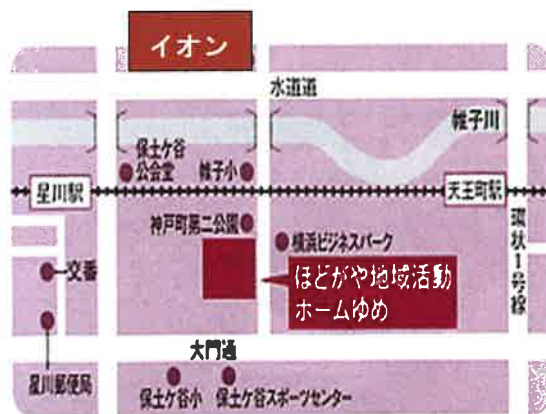 イオン
水道道
帷子川
保土ケ谷
公会堂
帷子小
星川駅
天王町駅
神戸町第二公園
横浜ビジネスパーク
環状1号線
交番
ほどがや地域活動
ホームゆめ
大門通
星川郵便局
保土ケ谷小
保土ケ谷スポーツセンター